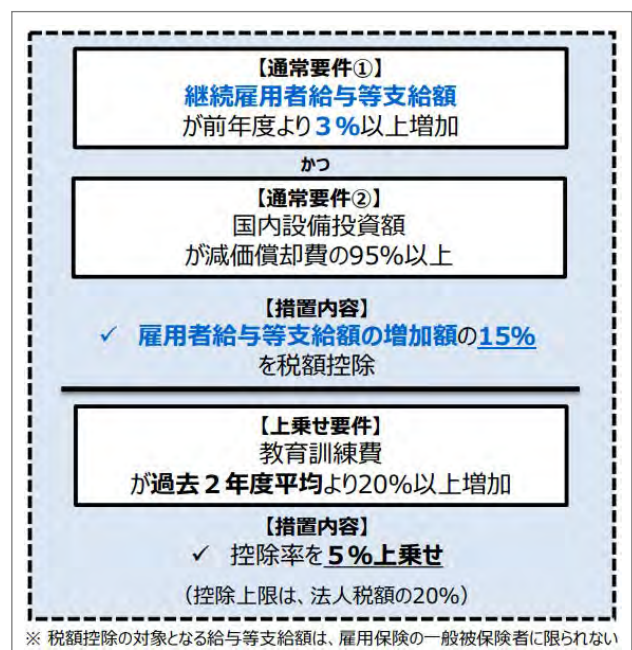 【通常要件①】
継続雇用者給与等支給額
が前年度より３％以上増加
かつ
【通常要件②】
国内設備投資額
が減価償却費の95%以上
【措置内容】
✓ 雇用者給与等支給額の増加額の15%
を税額控除
【上乗せ要件】
教育訓練費
が過去２年度平均より20%以上増加
【措置内容】
✓ 控除率を５％上乗せ
（控除上限は、法人税額の20%）
※ 税額控除の対象となる給与等支給額は、雇用保険の一般被保険者に限られない